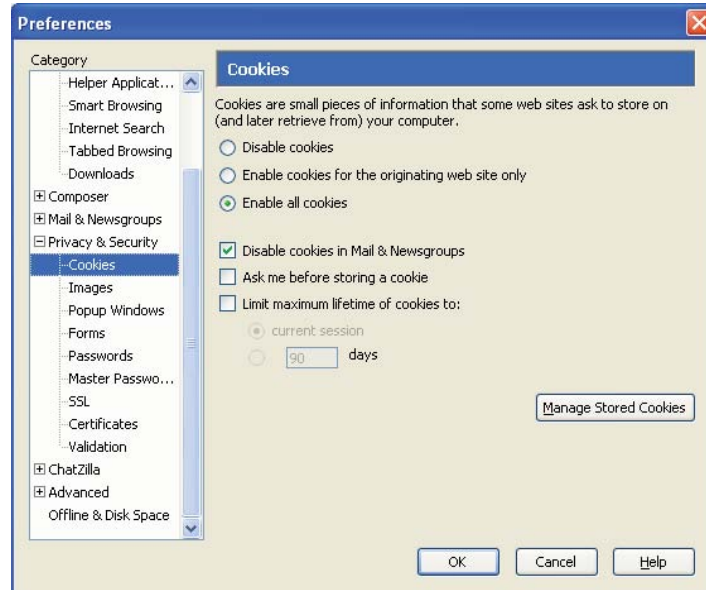 Preferences
Category
Helper Applicat...
Smart Browsing
Internet Search
Tabbed Browsing
Downloads
Composer
Mail & Newsgroups
Privacy & Security
Cookies
Images
Popup Windows
Forms
Passwords
Master Passwo...
SSL
Certificates
Validation
ChatZilla
Advanced
Offline & Disk Space
Cookies
Cookies are small pieces of information that some web sites ask to store on
(and later retrieve from) your computer.
Disable cookies
Enable cookies for the originating web site only
Enable all cookies
Disable cookies in Mail & Newsgroups
Ask me before storing a cookie
Limit maximum lifetime of cookies to:
current session
90 days
Manage Stored Cookies
OK Cancel Help